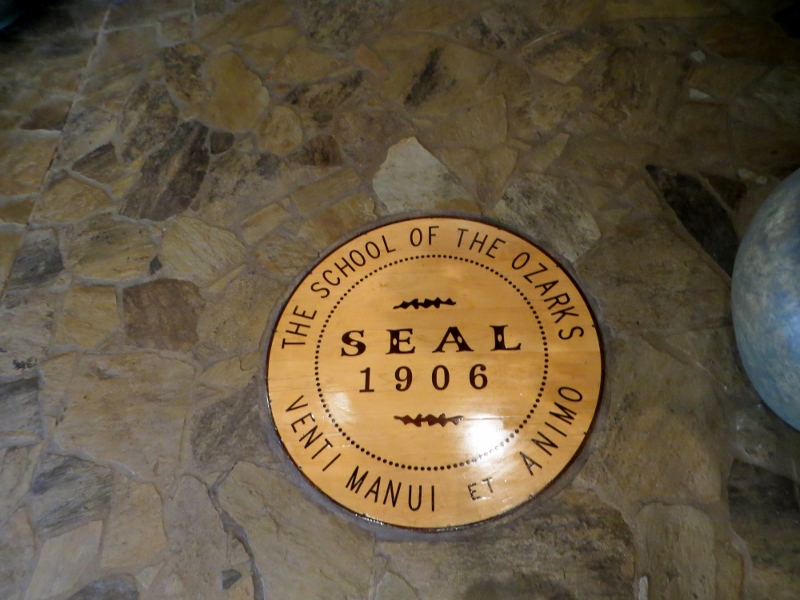 THE SCHOOL OF THE OZARKS
SEAL
1906
VENTI MANUI ET ANIMO